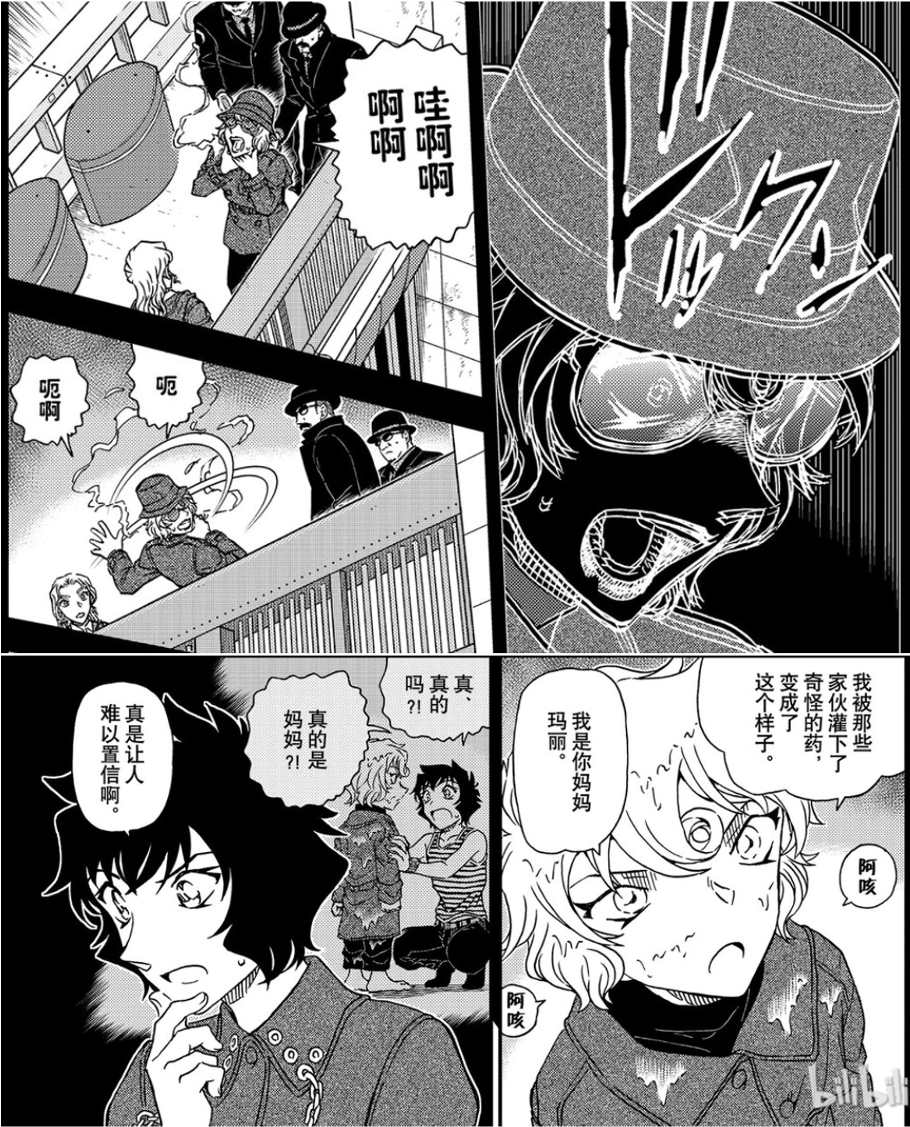 ドクン
哇啊啊
啊啊
呃
呃
啊
我被那些
家伙灌下了
奇怪的药，
变成了
这个样子。
我是你妈妈
玛丽。
阿咳
阿咳
真、
真的
吗?!
真的是
妈妈?!
真是让人
难以置信啊。
bilibili